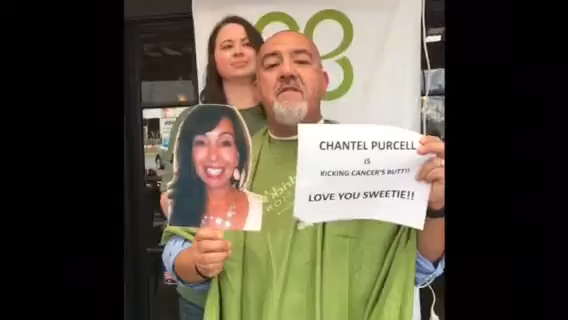 CHANTEL PURCELL
IS
KICKING CANCER'S BUTT!!
LOVE YOU SWEETIE!!